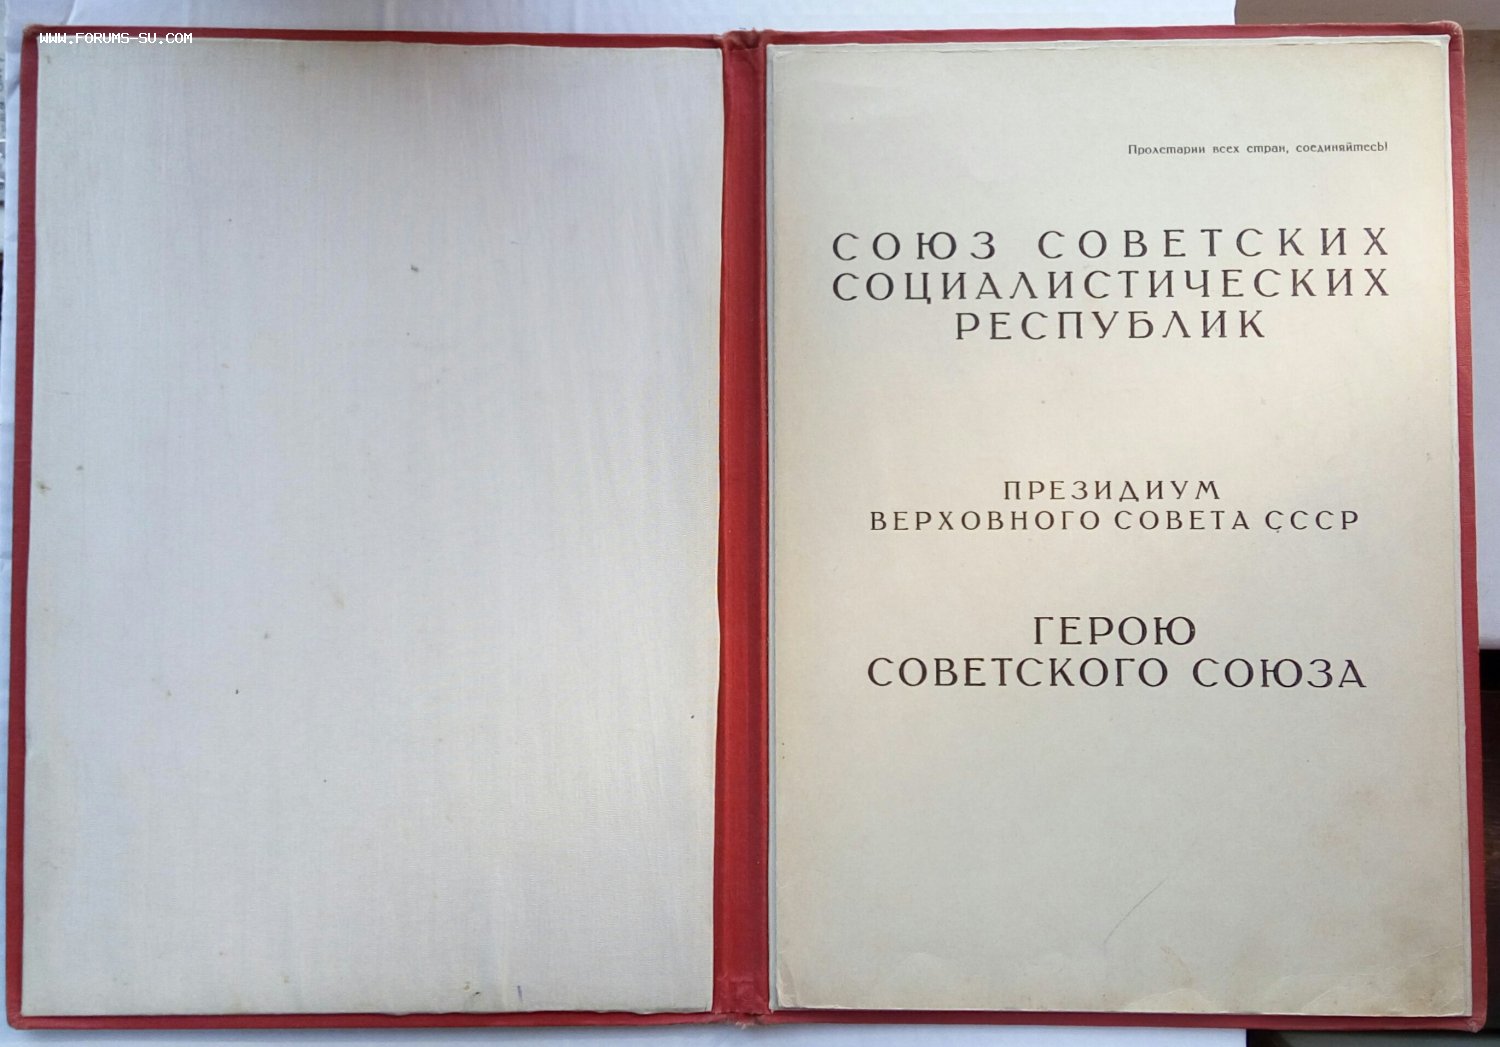 WWW.FORUMS-SU.COM
Пролетарии всех стран, соединяйтесь!
СОЮЗ СОВЕТСКИХ
СОЦИАЛИСТИЧЕСКИХ
РЕСПУБЛИК
ПРЕЗИДИУМ
ВЕРХОВНОГО СОВЕТА СССР
ГЕРОЮ
СОВЕТСКОГО СОЮЗА